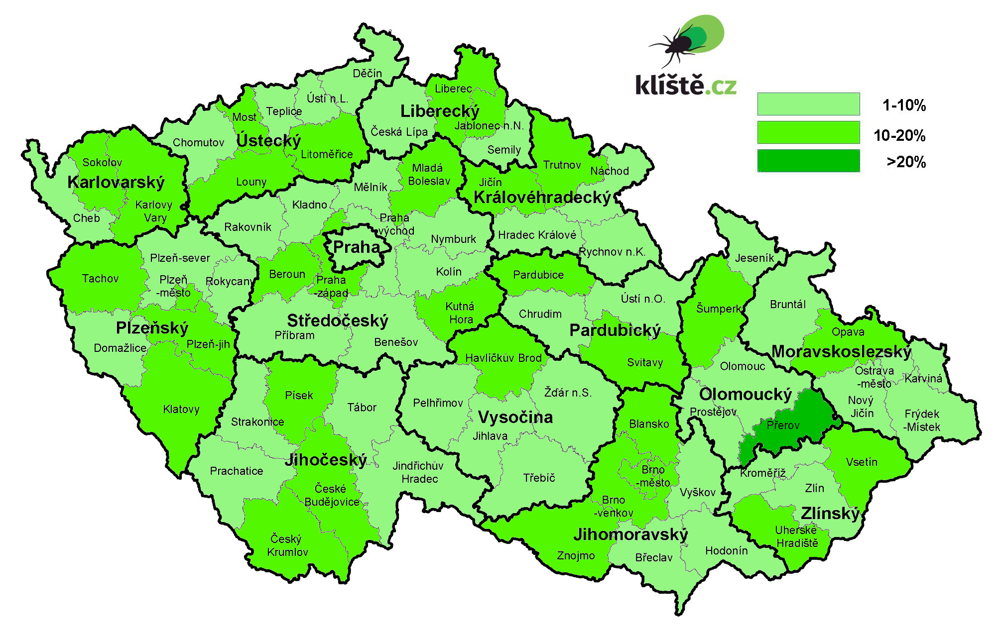 klíště.cz
1-10%
10-20%
>20%
Děčín
Liberec
Ústí n.L.
Teplice
Most
Liberecký
Jablonec n.N.
Česká Lípa
Chomutov
Ústecký
Litoměřice
Semily
Sokolov
Trutnov
Náchod
Mladá
Boleslav
Karlovarský
Louny
Mělník
Jičín
Královéhradecký
Karlovy
Vary
Kladno
Cheb
Praha
východ
Rakovník
Nymburk
Hradec Králové
Praha
Rychnov n.K.
Plzeň-sever
Jeseník
Tachov
Plzeň
-město
Rokycany
Beroun
Praha
-západ
Kolín
Pardubice
Ústí n.O.
Šumperk
Bruntál
Kutná
Hora
Chrudim
Plzeňský
Středočeský
Příbram
Pardubický
Opava
Domažlice
Plzeň-jih
Benešov
Havlíčkův Brod
Svitavy
Moravskoslezský
Olomouc
Ostrava
-město
Karviná
Písek
Žďár n.S.
Olomoucký
Klatovy
Tábor
Pelhřimov
Nový
Jičín
Frýdek
-Místek
Strakonice
Vysočina
Prostějov
Blansko
Přerov
Jihlava
Jihočeský
Prachatice
Jindřichův
Hradec
Třebíč
Brno
-město
Vsetín
Kroměříž
České
Budějovice
Vyškov
Zlín
Brno
-venkov
Zlínský
Český
Krumlov
Jihomoravský
Uherské
Hradiště
Znojmo
Břeclav
Hodonín